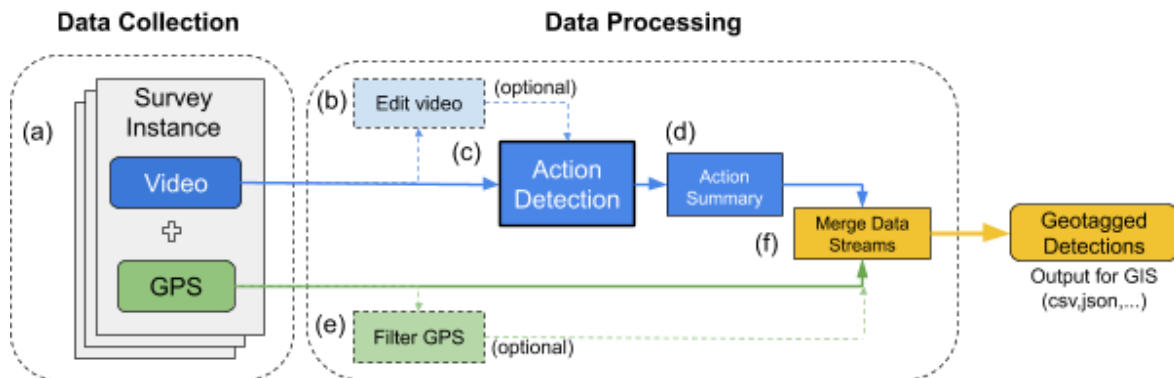 Data Collection
Data Processing
(a)
Survey
Instance
Video
GPS
(b)
Edit video
(optional)
(c)
Action
Detection
(d)
Action
Summary
(e)
Filter GPS
(optional)
(f)
Merge Data
Streams
Geotagged
Detections
Output for GIS
(csv,json,...)